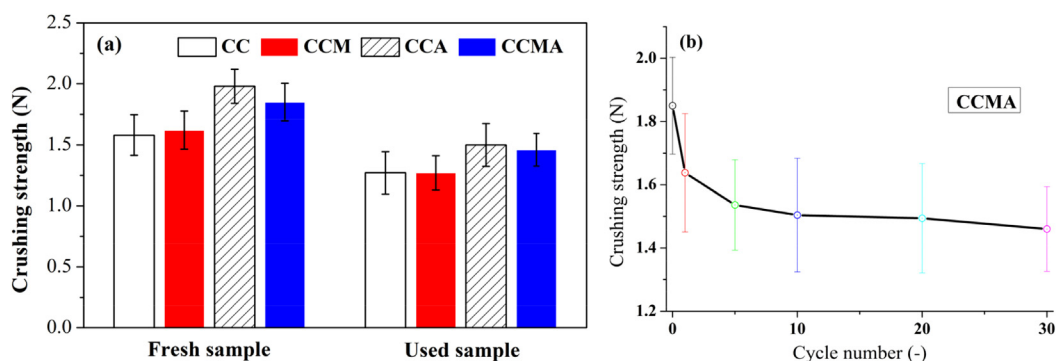 (a)
CC CCM CCA CCMA
Crushing strength (N)
2.5
2.0
1.5
1.0
0.5
0.0
Fresh sample Used sample
(b)
CCMA
Crushing strength (N)
2.0
1.8
1.6
1.4
1.2
0 10 20 30
Cycle number (-)